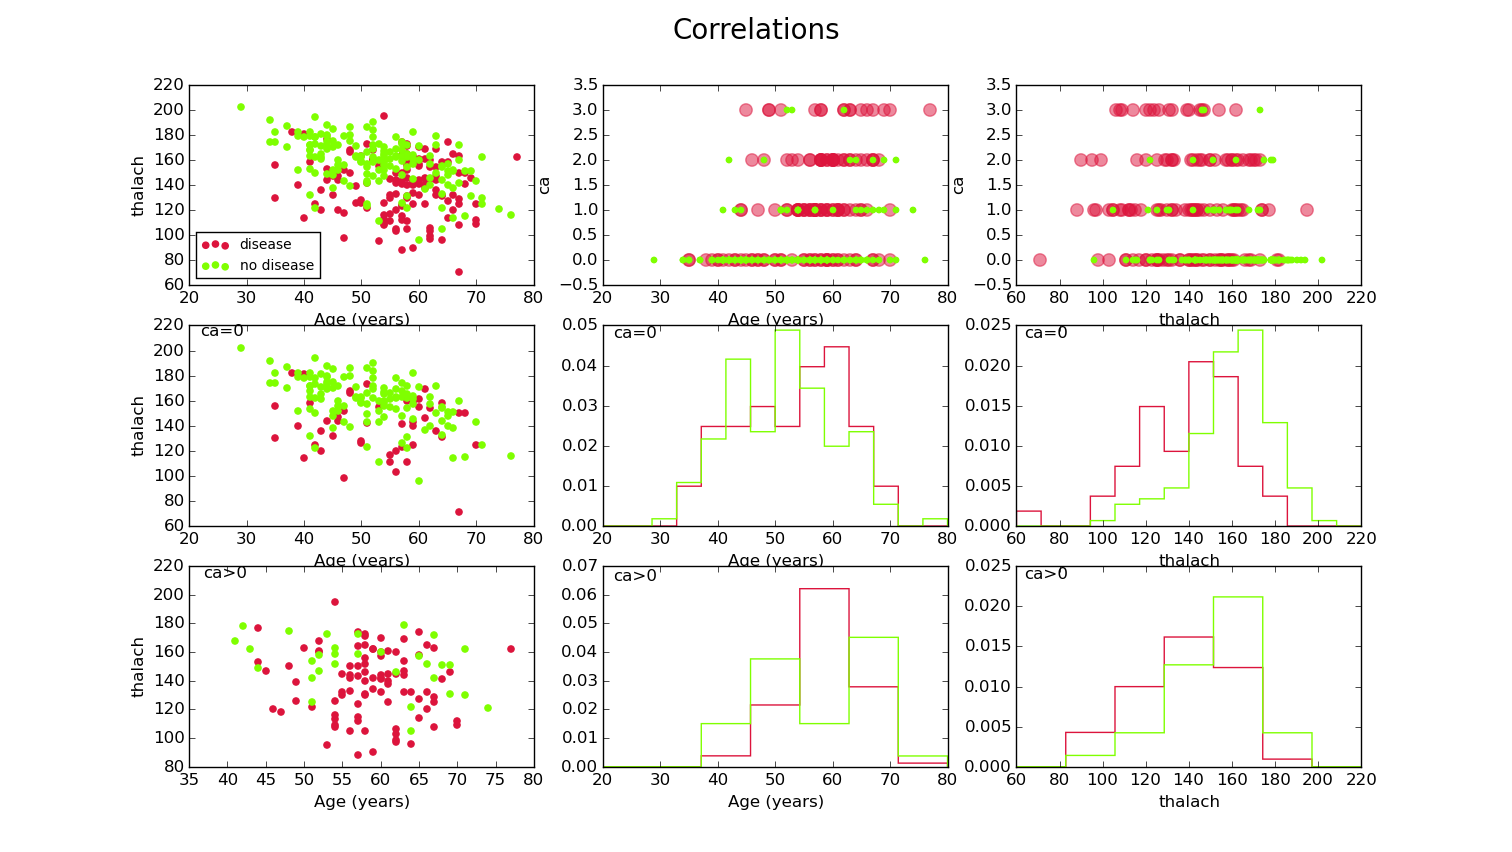 Correlations
220
200
180
160
140
120
100
80
60
thalach
disease
no disease
20 30 40 50 60 70 80
Age (years)
3.5
3.0
2.5
2.0
1.5
1.0
0.5
0.0
−0.5
ca
20 30 40 50 60 70 80
Age (years)
3.5
3.0
2.5
2.0
1.5
1.0
0.5
0.0
−0.5
ca
60 80 100 120 140 160 180 200 220
thalach
220
200
180
160
140
120
100
80
60
thalach
ca=0
20 30 40 50 60 70 80
Age (years)
0.05
0.04
0.03
0.02
0.01
0.00
ca=0
20 30 40 50 60 70 80
Age (years)
0.025
0.020
0.015
0.010
0.005
0.000
ca=0
60 80 100 120 140 160 180 200 220
thalach
220
200
180
160
140
120
100
80
thalach
ca>0
35 40 45 50 55 60 65 70 75 80
Age (years)
0.07
0.06
0.05
0.04
0.03
0.02
0.01
0.00
ca>0
20 30 40 50 60 70 80
Age (years)
0.025
0.020
0.015
0.010
0.005
0.000
ca>0
60 80 100 120 140 160 180 200 220
thalach